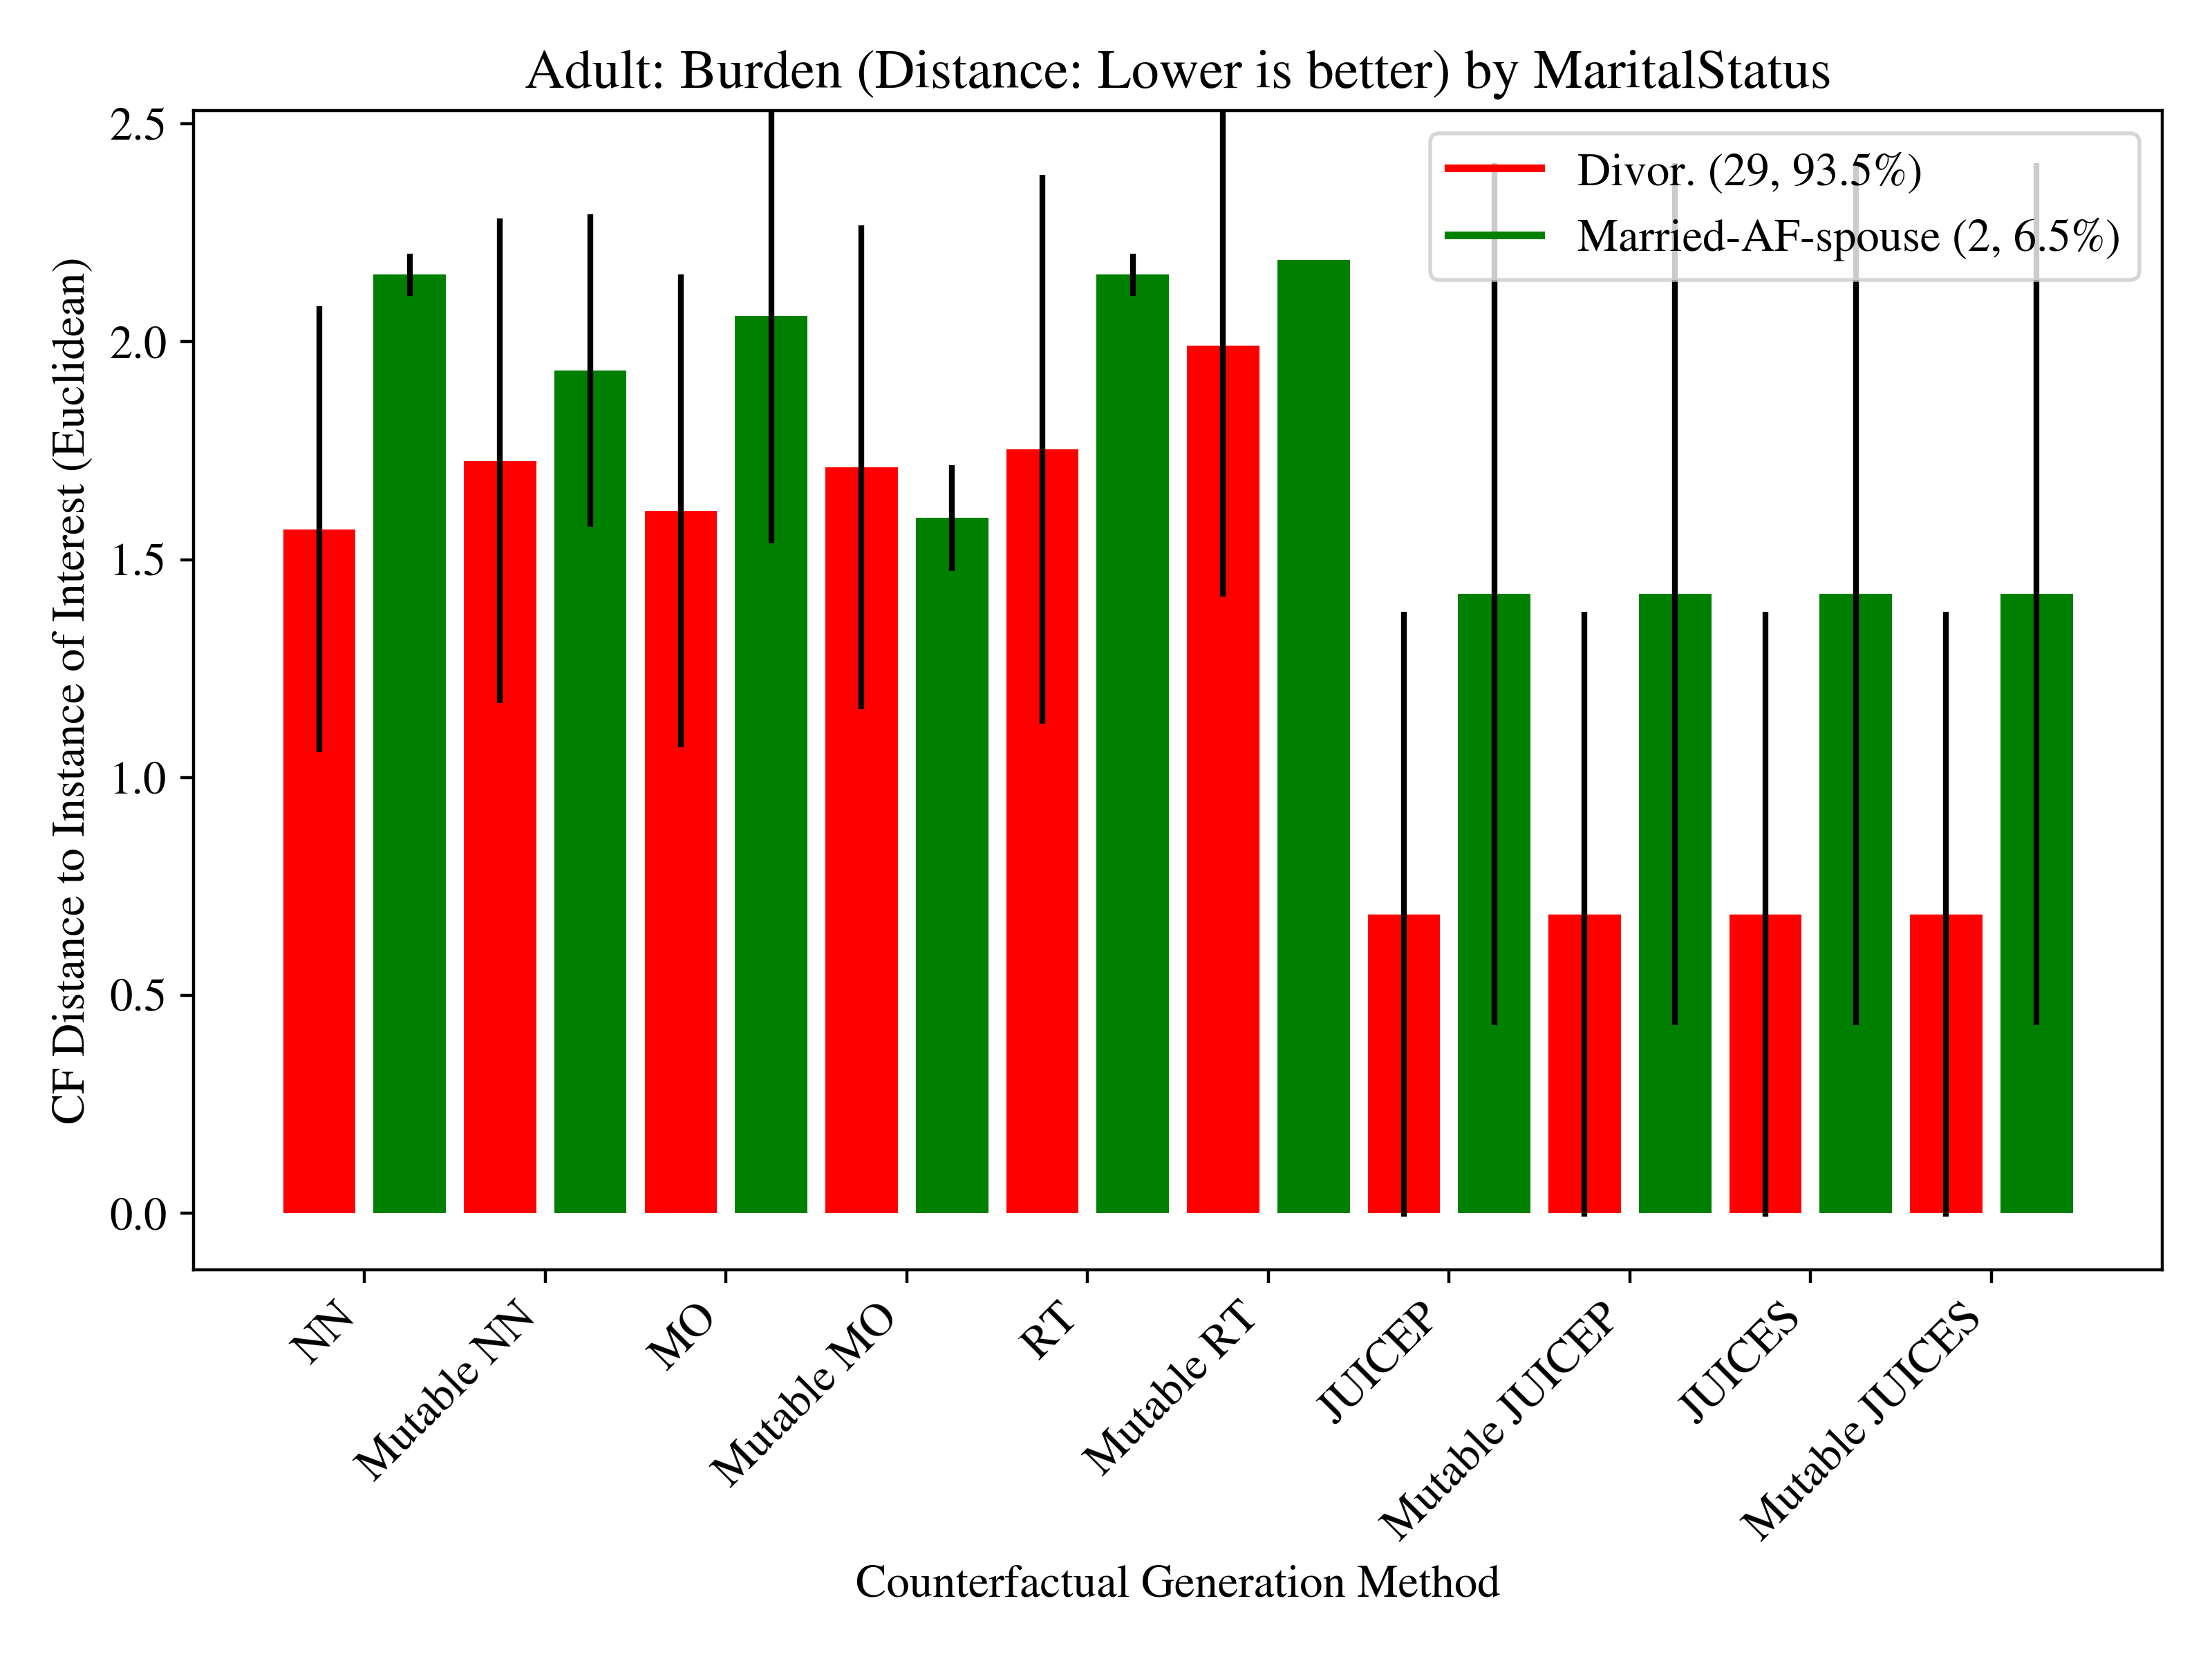 Adult: Burden (Distance: Lower is better) by MaritalStatus
2.5
2.0
1.5
1.0
0.5
0.0
CF Distance to Instance of Interest (Euclidean)
Divor. (29, 93.5%)
Married-AF-spouse (2, 6.5%)
NN
Mutable NN
MO
Mutable MO
RT
Mutable RT
JUICEP
Mutable JUICEP
JUICES
Mutable JUICES
Counterfactual Generation Method